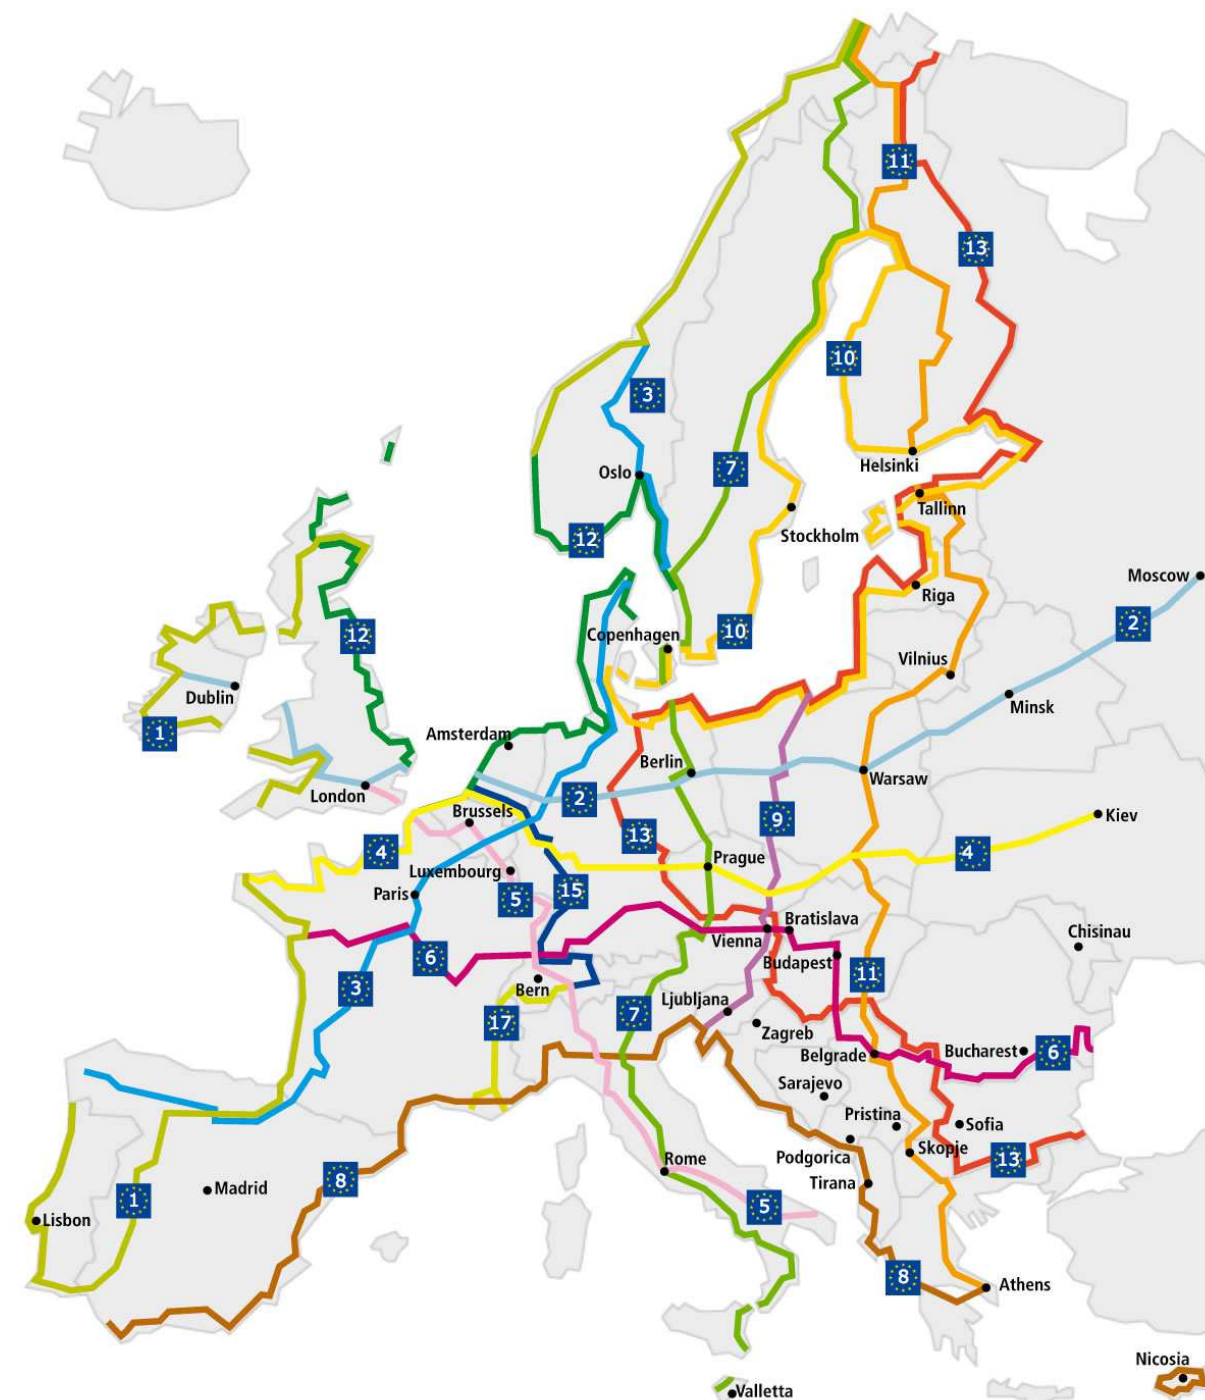 11
13
10
3
7
Helsinki
Oslo
Tallinn
Stockholm
12
Moscow
Riga
2
10
12
Copenhagen
Vilnius
Dublin
Minsk
1
Amsterdam
Berlin
Warsaw
London
2
Brussels
9
Kiev
13
4
4
Prague
Luxembourg
Paris
5
15
Bratislava
Vienna
Chisinau
6
Budapest
11
Bern
3
Ljubljana
17
7
Zagreb
Belgrade
Bucharest
6
Sarajevo
Pristina
Sofia
Skopje
Podgorica
13
Rome
Tirana
8
Madrid
1
5
Lisbon
8
Athens
Nicosia
Valletta